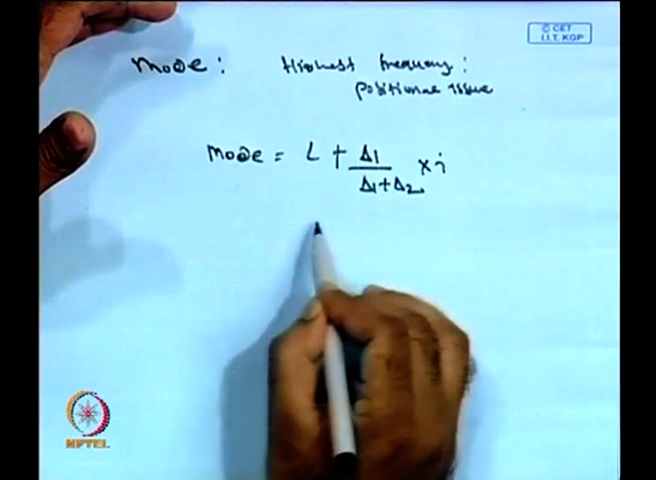 © CET
I.I.T. KGP
Mode : Highest frequency :
positional issue
Mode = L + Δ1 / Δ1+Δ2 × i
NPTEL